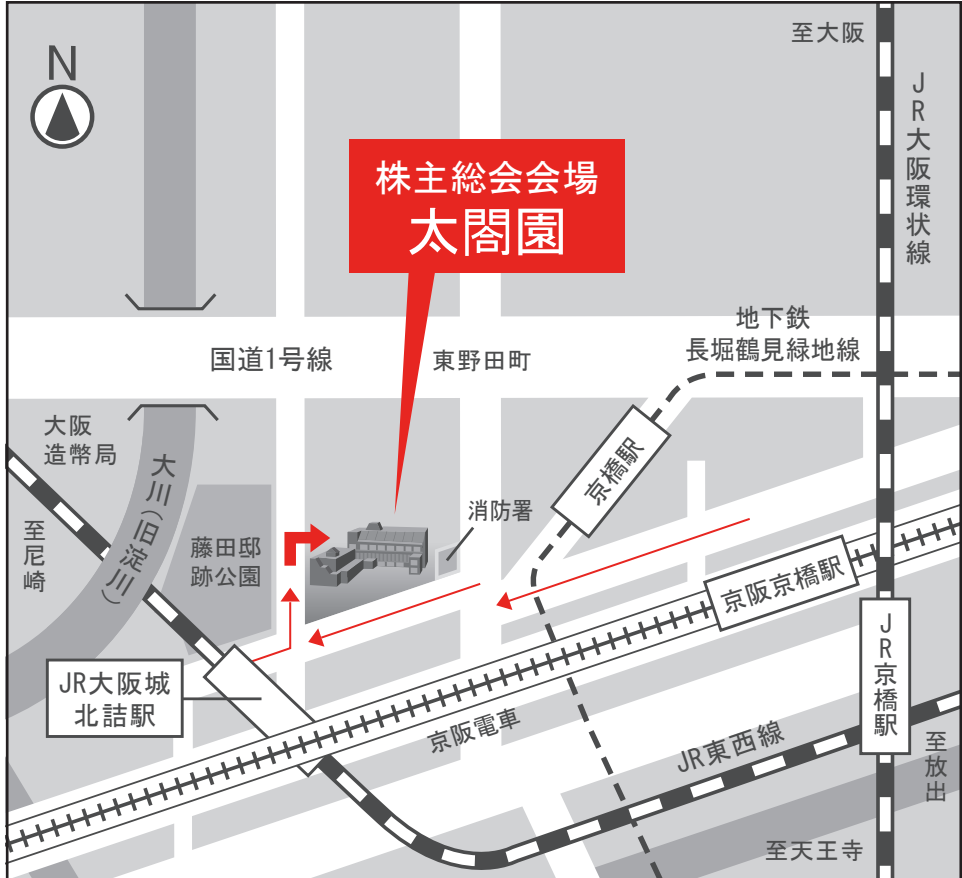 N
至大阪
JR大阪環状線
株主総会会場
太閤園
地下鉄
長堀鶴見緑地線
国道1号線
東野田町
大阪
造幣局
大川(旧淀川)
京橋駅
至尼崎
藤田邸
跡公園
消防署
京阪京橋駅
JR京橋駅
JR大阪城
北詰駅
京阪電車
JR東西線
至放出
至天王寺